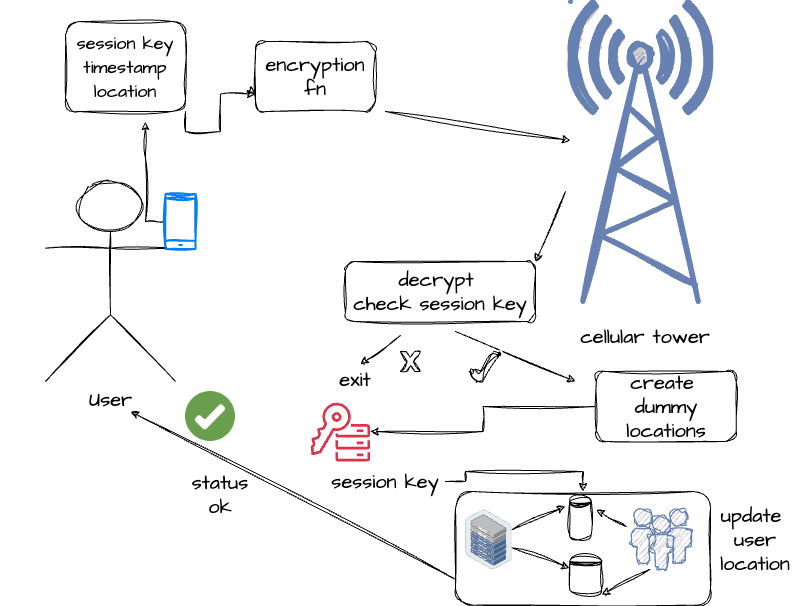 session key
timestamp
location
encryption
fn
decrypt
check session key
cellular tower
exit
X
User
create
dummy
locations
status
ok
session key
update
user
location